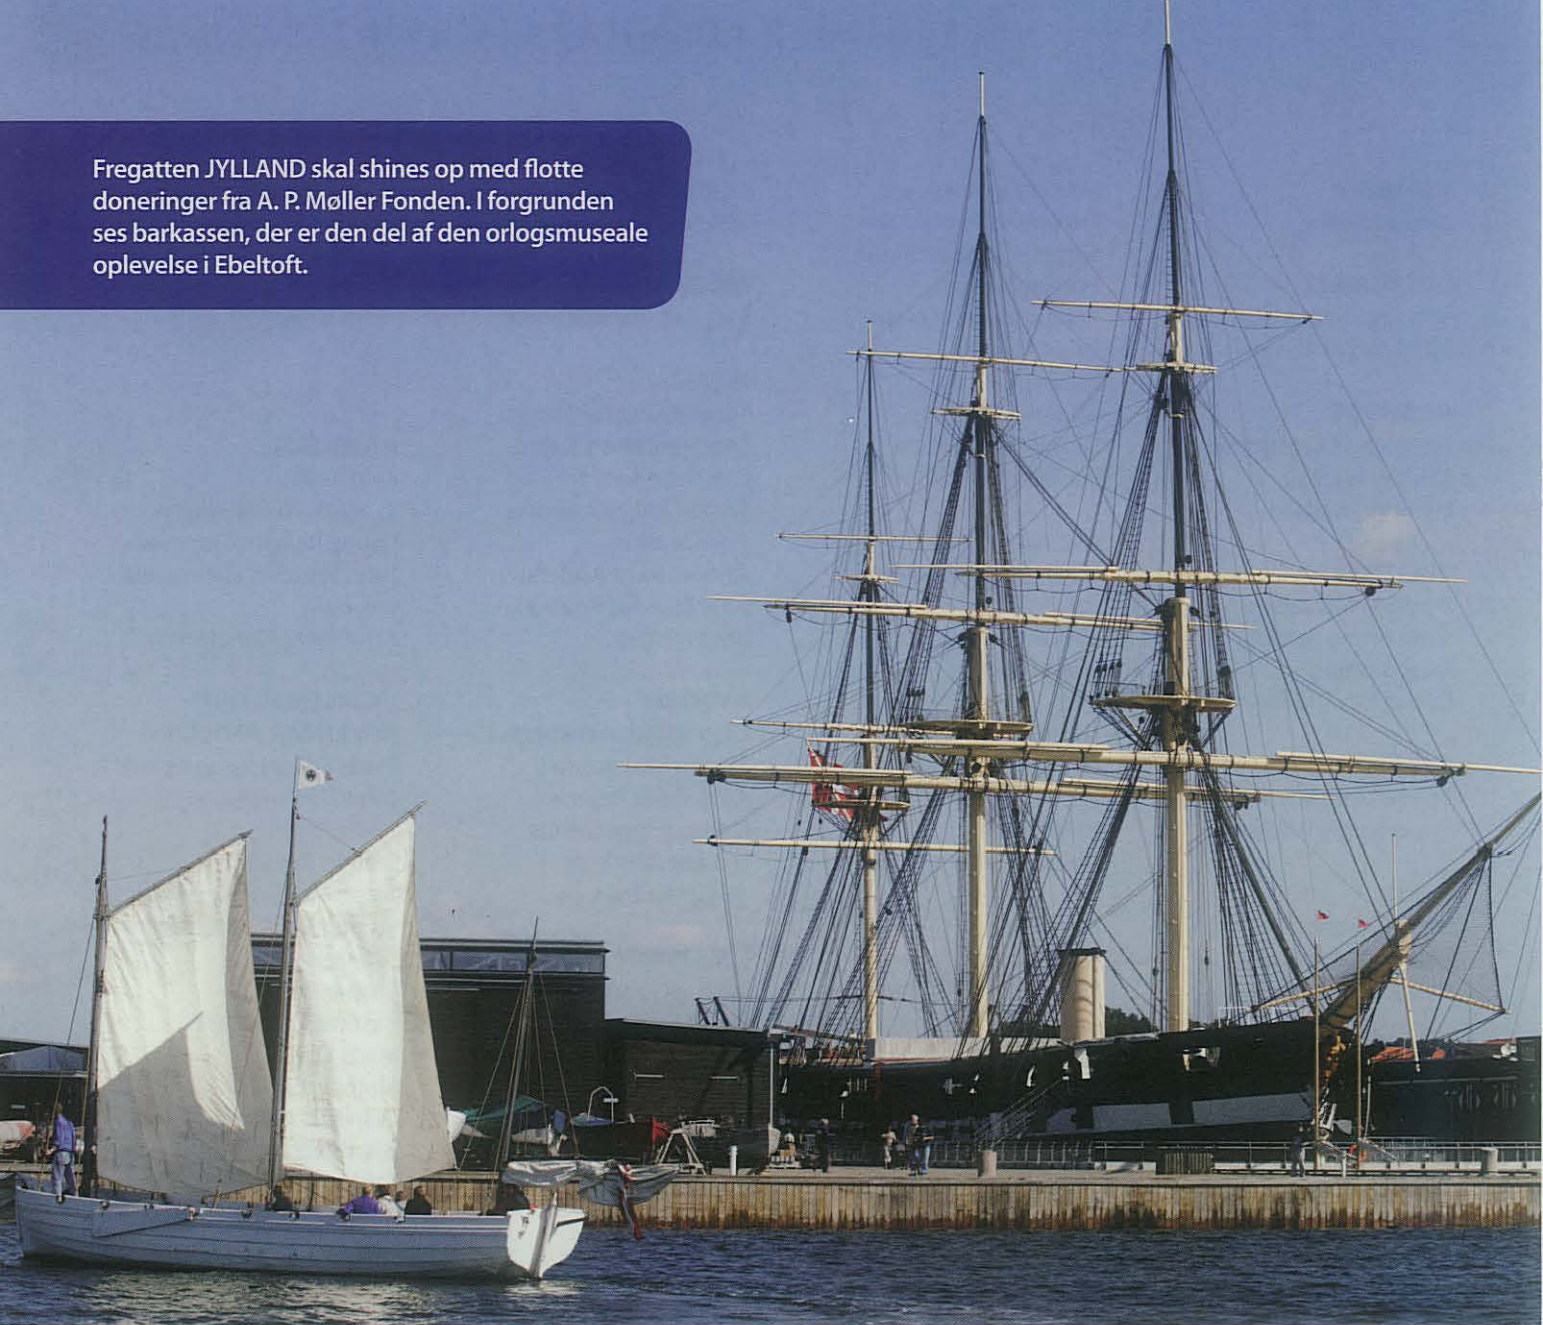 Fregatten JYLLAND skal shines op med flotte
doneringer fra A. P. Møller Fonden. I forgrunden
ses barkassen, der er den del af den orlogsmuseale
oplevelse i Ebeltoft.